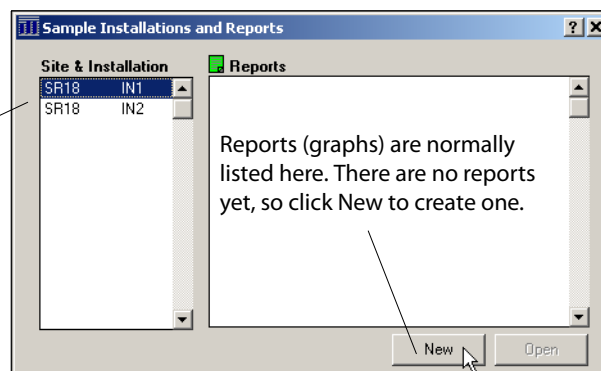 Sample Installations and Reports
Site & Installation
Reports
SR18 IN1
SR18 IN2
Reports (graphs) are normally
listed here. There are no reports
yet, so click New to create one.
New
Open